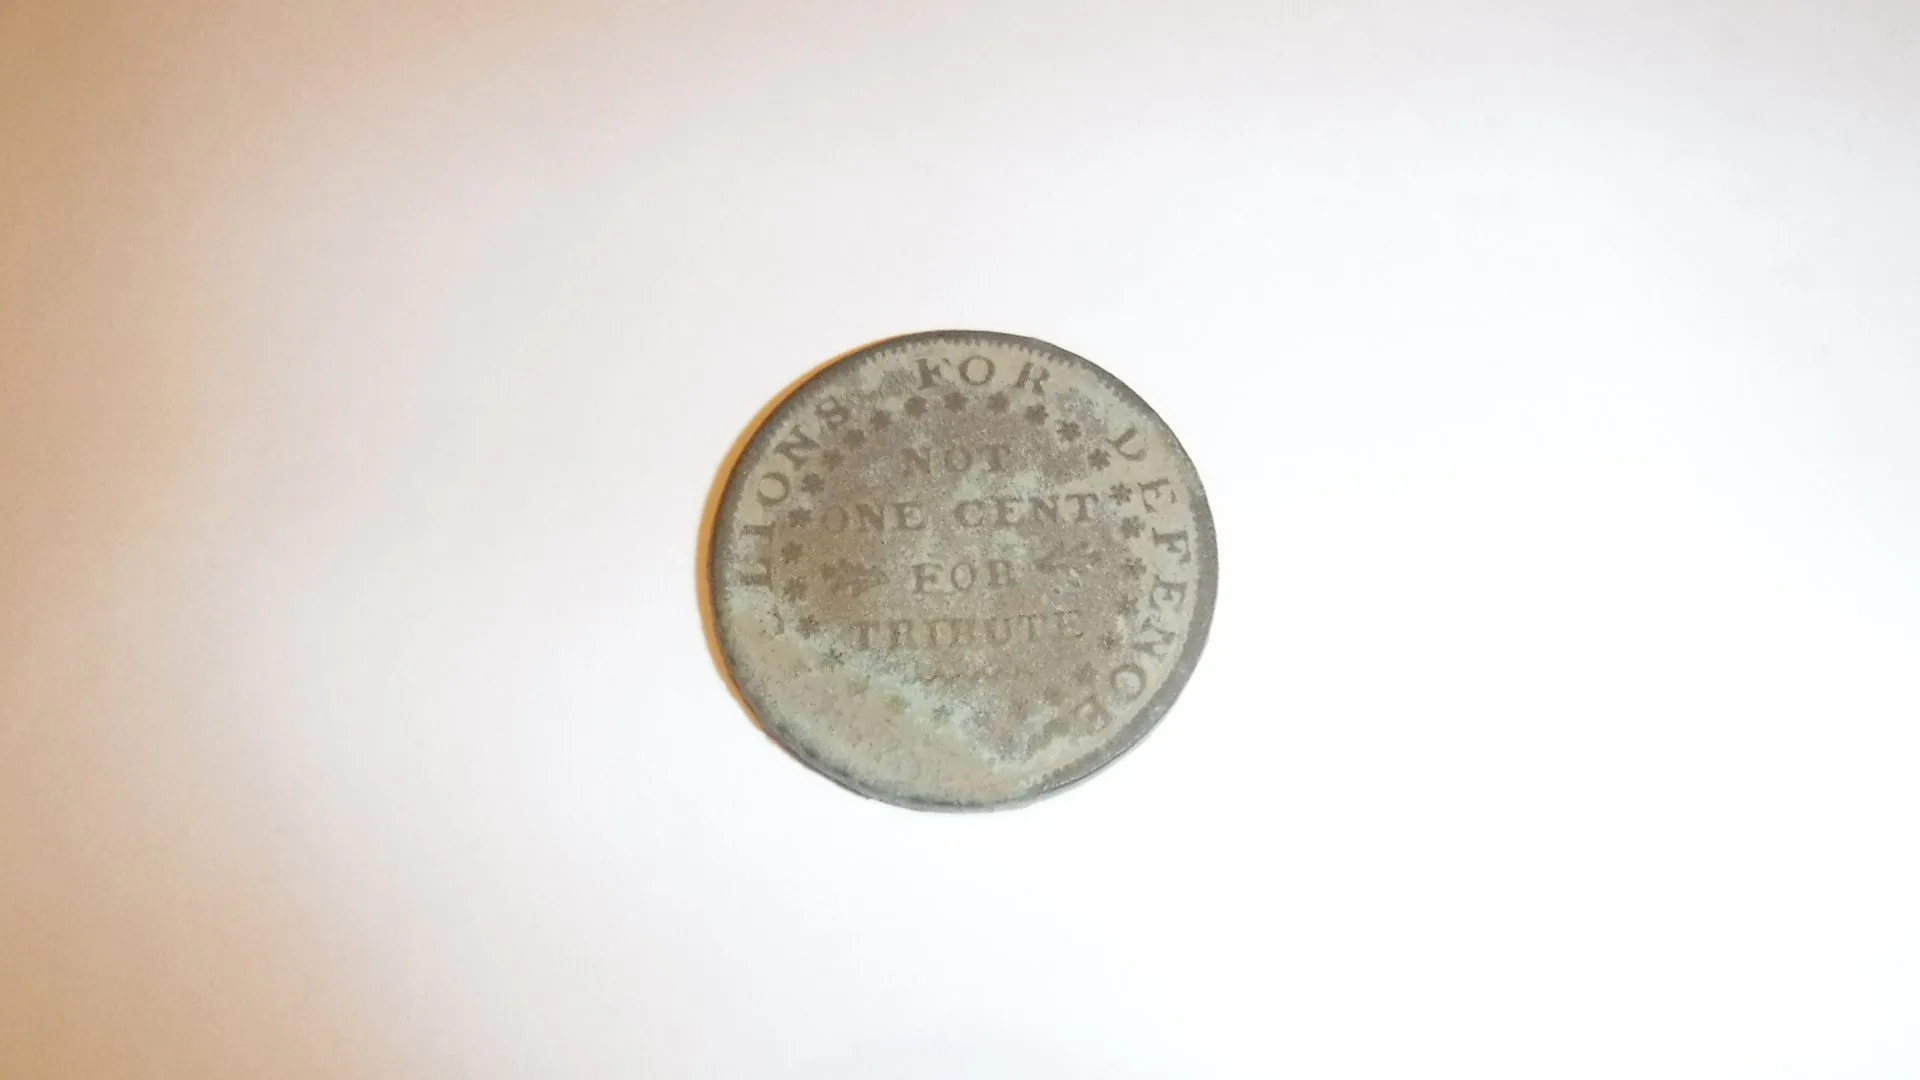 LIONS FOR DEFENCE
NOT
ONE CENT
FOR
TRIBUTE